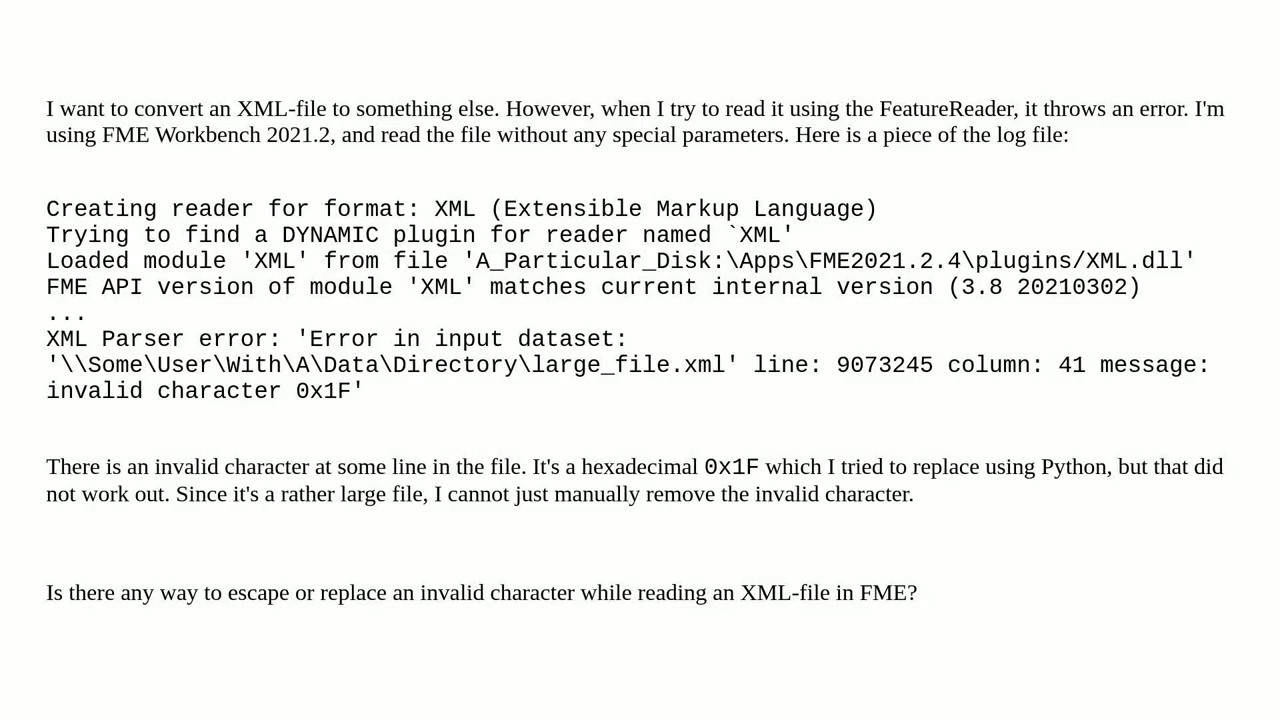 I want to convert an XML-file to something else. However, when I try to read it using the FeatureReader, it throws an error. I'm
using FME Workbench 2021.2, and read the file without any special parameters. Here is a piece of the log file:
Creating reader for format: XML (Extensible Markup Language)
Trying to find a DYNAMIC plugin for reader named `XML'
Loaded module 'XML' from file 'A_Particular_Disk:\Apps\FME2021.2.4\plugins/XML.dll'
FME API version of module 'XML' matches current internal version (3.8 20210302)
...
XML Parser error: 'Error in input dataset:
'\\Some\User\With\A\Data\Directory\large_file.xml' line: 9073245 column: 41 message:
invalid character 0x1F'
There is an invalid character at some line in the file. It's a hexadecimal 0x1F which I tried to replace using Python, but that did
not work out. Since it's a rather large file, I cannot just manually remove the invalid character.
Is there any way to escape or replace an invalid character while reading an XML-file in FME?